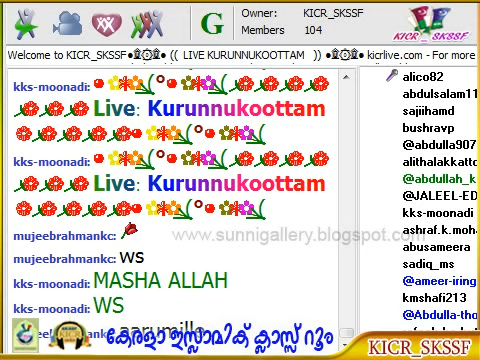 G
Owner: KICR_SKSSF
Members 104
KICR_SKSSF
Welcome to KICR_SKSSF (( LIVE KURUNNUKOOTTAM )) kicrlive.com - For more
kks-moonadi:
Live: Kurunnukoottam
kks-moonadi:
Live: Kurunnukoottam
mujeebrahmankc:
mujeebrahmankc: ws
kks-moonadi: MASHA ALLAH
kks-moonadi: WS
www.sunnigallery.blogspot.com
alico82
abdulsalam11
sajiihamd
bushravp
@abdulla907
alithalakkatto
@abdullah_k
@JALEEL-ED
kks-moonadi
ashraf.k.moha
abusameera
sadiq_ms
@ameer-iring
kmshafi213
@Abdulla-tho
കേരളാ ഇസ്ലാമിക് ക്ലാസ്സ് റൂം
KICR_SKSSF